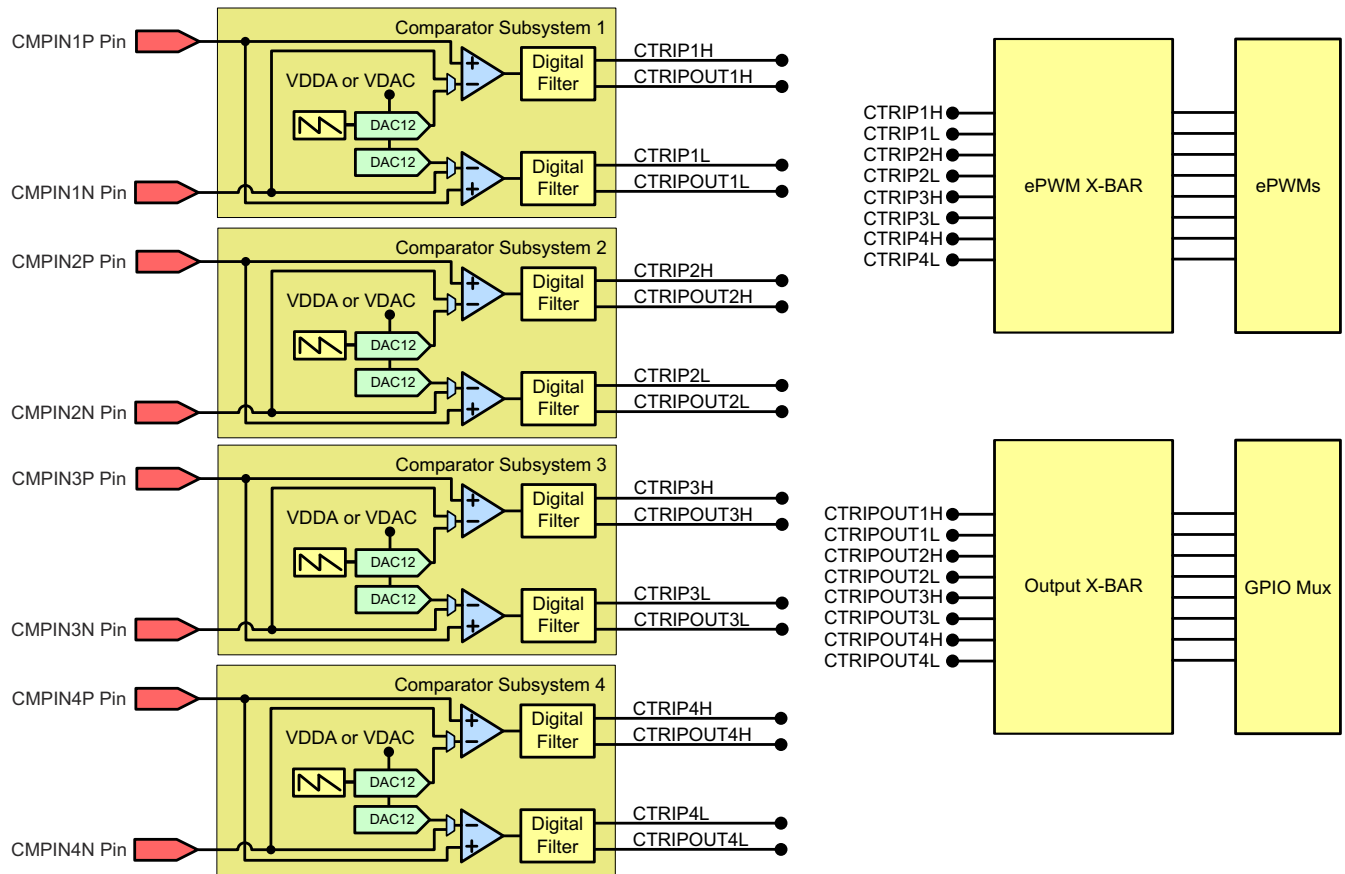 Comparator Subsystem 1
CMPIN1P Pin
VDDA or VDAC
DAC12
DAC12
CMPIN1N Pin
Digital
Filter
Digital
Filter
CTRIP1H
CTRIPOUT1H
CTRIP1L
CTRIPOUT1L
Comparator Subsystem 2
CMPIN2P Pin
VDDA or VDAC
DAC12
DAC12
CMPIN2N Pin
Digital
Filter
Digital
Filter
CTRIP2H
CTRIPOUT2H
CTRIP2L
CTRIPOUT2L
Comparator Subsystem 3
CMPIN3P Pin
VDDA or VDAC
DAC12
DAC12
CMPIN3N Pin
Digital
Filter
Digital
Filter
CTRIP3H
CTRIPOUT3H
CTRIP3L
CTRIPOUT3L
Comparator Subsystem 4
CMPIN4P Pin
VDDA or VDAC
DAC12
DAC12
CMPIN4N Pin
Digital
Filter
Digital
Filter
CTRIP4H
CTRIPOUT4H
CTRIP4L
CTRIPOUT4L
CTRIP1H
CTRIP1L
CTRIP2H
CTRIP2L
CTRIP3H
CTRIP3L
CTRIP4H
CTRIP4L
ePWM X-BAR
ePWMs
CTRIPOUT1H
CTRIPOUT1L
CTRIPOUT2H
CTRIPOUT2L
CTRIPOUT3H
CTRIPOUT3L
CTRIPOUT4H
CTRIPOUT4L
Output X-BAR
GPIO Mux